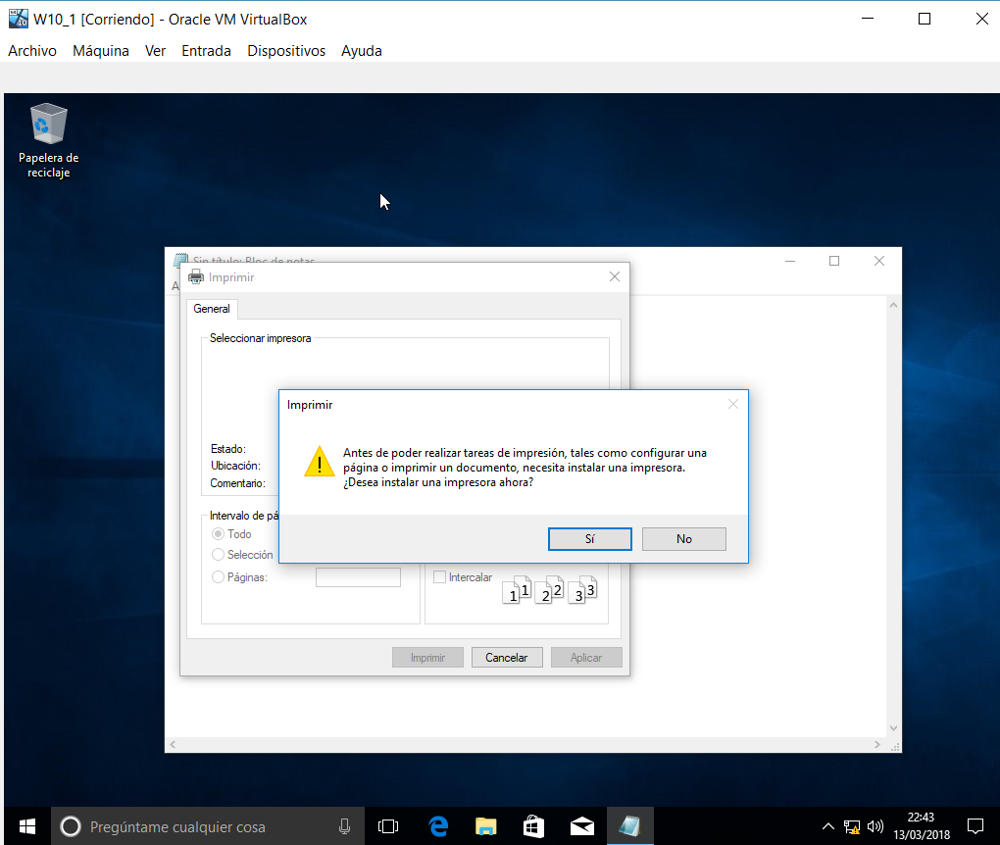 W10_1 [Corriendo] - Oracle VM VirtualBox
Archivo Máquina Ver Entrada Dispositivos Ayuda
Papelera de
reciclaje
Sin título: Bloc de notas
A
Imprimir
General
Seleccionar impresora
Estado:
Ubicación:
Comentario:
Imprimir
Antes de poder realizar tareas de impresión, tales como configurar una
página o imprimir un documento, necesita instalar una impresora.
¿Desea instalar una impresora ahora?
Sí No
Intervalo de pá
Todo
Selección
Páginas:
Intercalar
1 1 2 2 3 3
Imprimir Cancelar Aplicar
Pregúntame cualquier cosa
22:43
13/03/2018